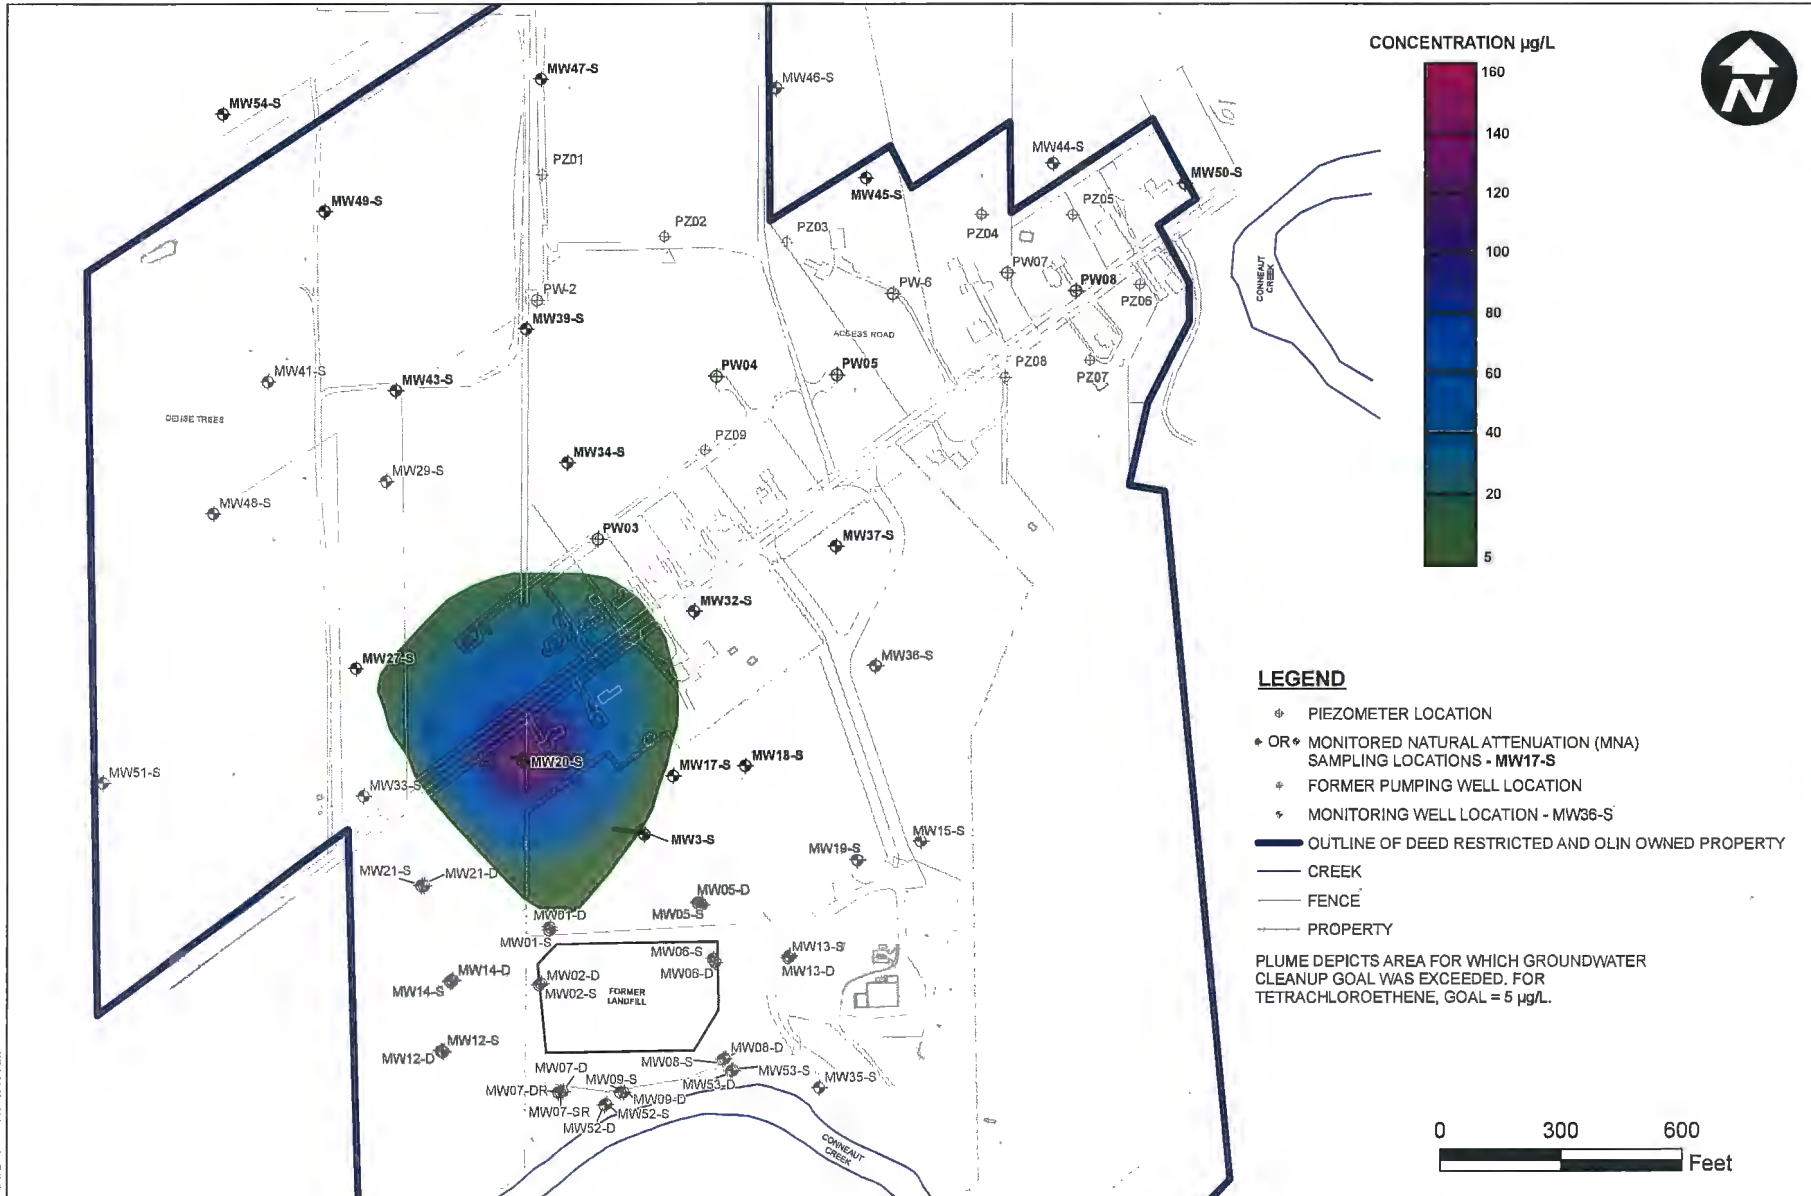 CONCENTRATION µg/L
160
140
120
100
80
60
40
20
5
N
MW47-S
MW46-S
MW54-S
MW44-S
PZ01
MW45-S
MW50-S
MW49-S
PZ02
PZ03
PZ04
PZ05
PW07
PW-6
PW08
PZ06
PW-2
MW39-S
ACCESS ROAD
CONNEAUT
CREEK
MW41-S
MW43-S
PW04
PW05
PZ08
PZ07
DENSE TREES
PZ09
MW34-S
MW29-S
MW48-S
PW03
MW37-S
MW32-S
MW27-S
MW36-S
MW20-S
MW17-S
MW18-S
MW51-S
MW33-S
MW3-S
MW15-S
MW19-S
MW21-S
MW21-D
MW05-D
MW05-S
MW01-D
MW01-S
MW06-S
MW06-D
MW13-S
MW13-D
MW14-D
MW14-S
MW02-D
MW02-S
FORMER
LANDFILL
MW12-S
MW12-D
MW08-D
MW08-S
MW53-S
MW53-D
MW35-S
MW07-D
MW09-S
MW07-DR
MW09-D
MW07-SR
MW52-S
MW52-D
CONNEAUT
CREEK
LEGEND
PIEZOMETER LOCATION
OR MONITORED NATURAL ATTENUATION (MNA)
SAMPLING LOCATIONS - MW17-S
FORMER PUMPING WELL LOCATION
MONITORING WELL LOCATION - MW36-S
OUTLINE OF DEED RESTRICTED AND OLIN OWNED PROPERTY
CREEK
FENCE
PROPERTY
PLUME DEPICTS AREA FOR WHICH GROUNDWATER
CLEANUP GOAL WAS EXCEEDED. FOR
TETRACHLOROETHENE, GOAL = 5 µg/L.
0 300 600
Feet